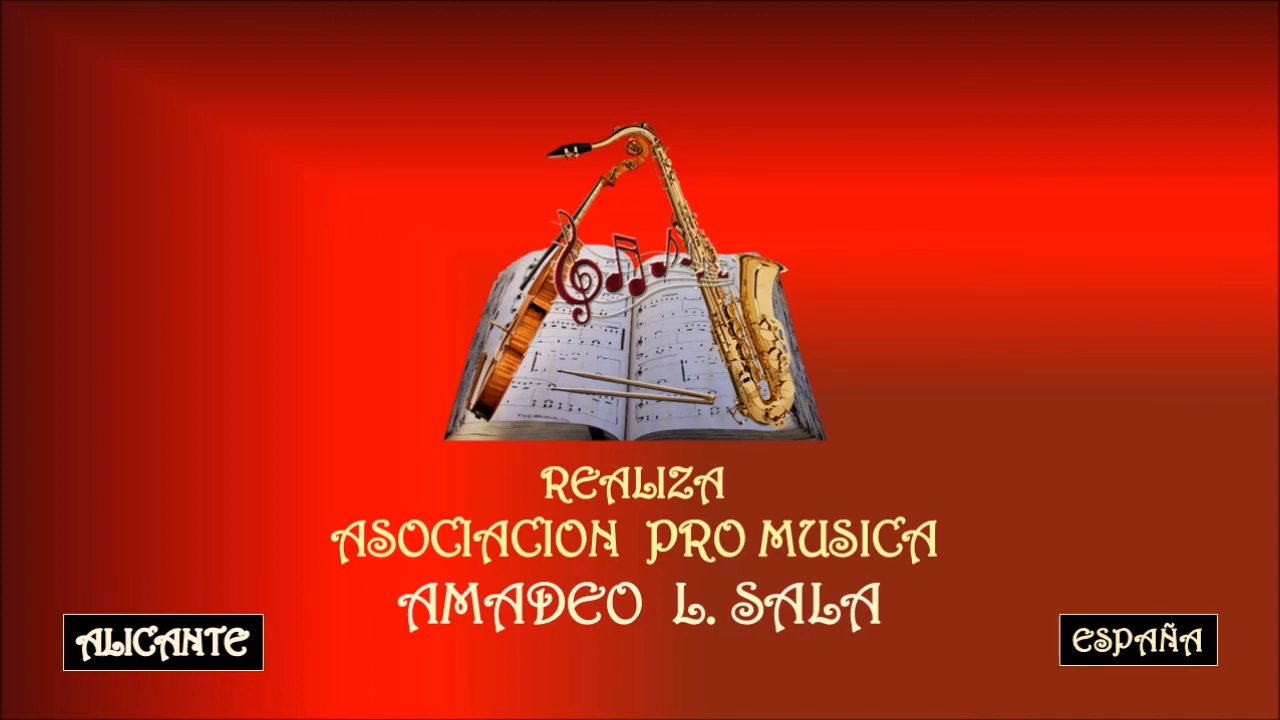 REALIZA
ASOCIACION PRO MUSICA
AMADEO L. SALA
ALICANTE
ESPAÑA